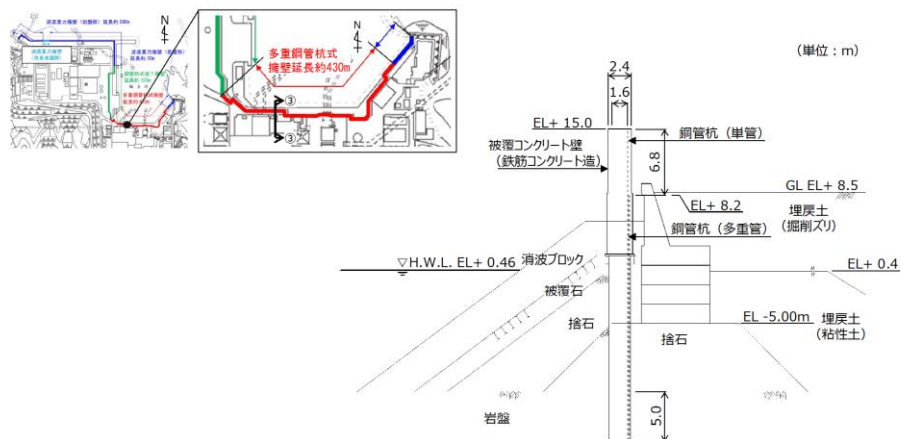 N
多重鋼管杭式
擁壁延長約430m
N
③
③
（単位：m）
2.4
1.6
EL+ 15.0
鋼管杭（単管）
被覆コンクリート壁
（鉄筋コンクリート造）
6.8
GL EL+ 8.5
EL+ 8.2
埋戻土
（掘削ズリ）
鋼管杭（多重管）
▽H.W.L. EL+ 0.46
消波ブロック
EL+ 0.4
被覆石
捨石
EL -5.00m
埋戻土
（粘性土）
捨石
岩盤
5.0